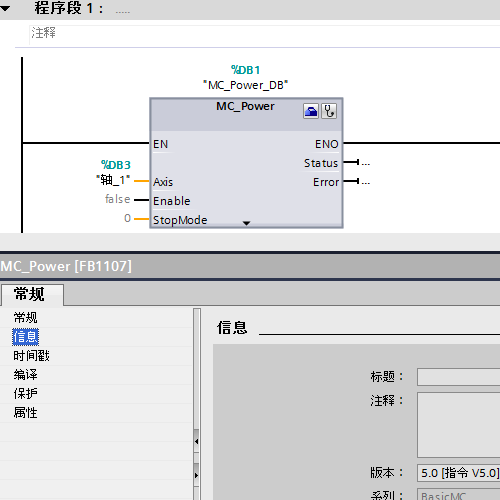 程序段 1： .....
注释
%DB1
"MC_Power_DB"
MC_Power
EN ENO
Status ...
%DB3
"轴_1" Axis Error ...
false Enable
0 StopMode
MC_Power [FB1107]
常规
常规
信息
时间戳
编译
保护
属性
信息
标题：
注释：
版本： 5.0 [指令 V5.0]
系列： BasicMC